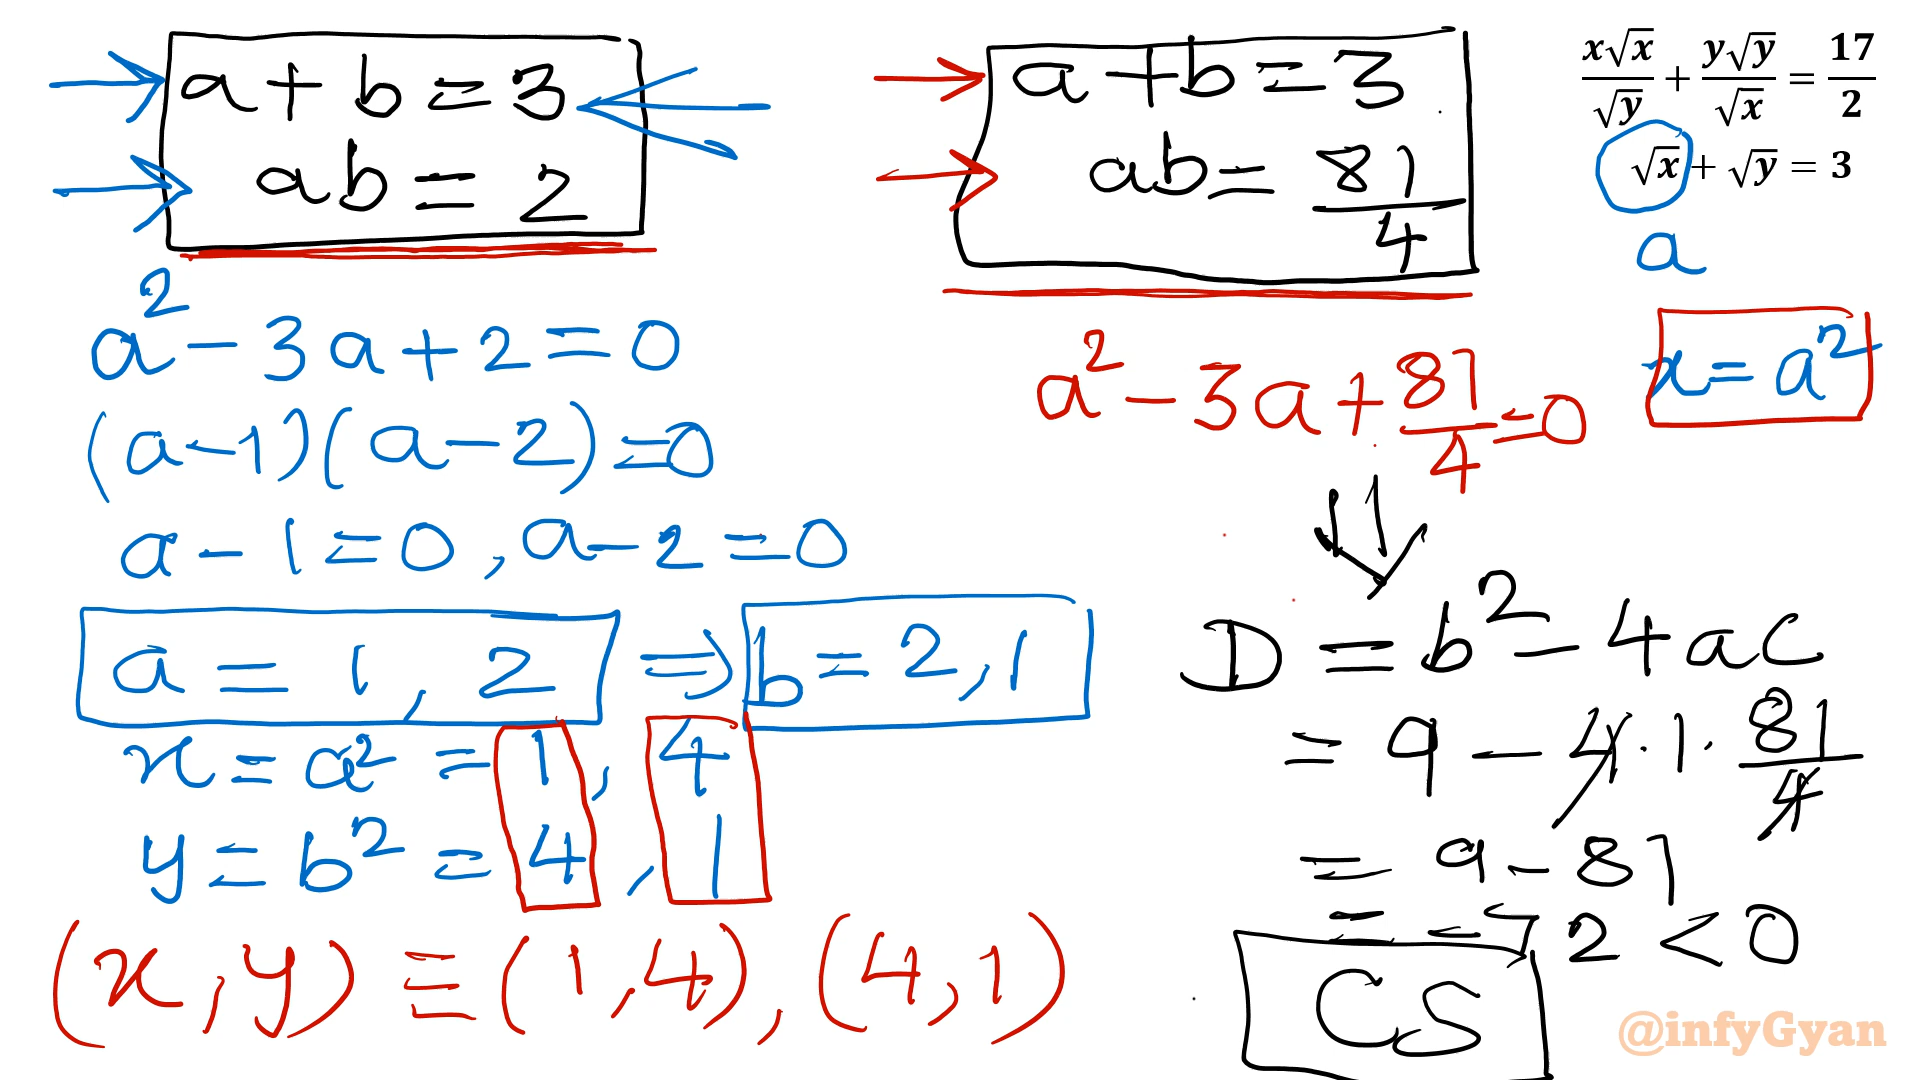 a + b = 3
ab = 2
a² - 3a + 2 = 0
(a - 1)(a - 2) = 0
a - 1 = 0, a - 2 = 0
a = 1, 2 ⇒ b = 2, 1
x = a² = 1, 4
y = b² = 4, 1
(x, y) ≡ (1, 4), (4, 1)
a + b = 3
ab = 81/4
a² - 3a + 81/4 = 0
D = b² - 4ac
= 9 - 4·1·81/4
= 9 - 81
= -72 < 0
CS
x√x/√y + y√y/√x = 17/2
√x + √y = 3
a
x = a²
@infyGyan